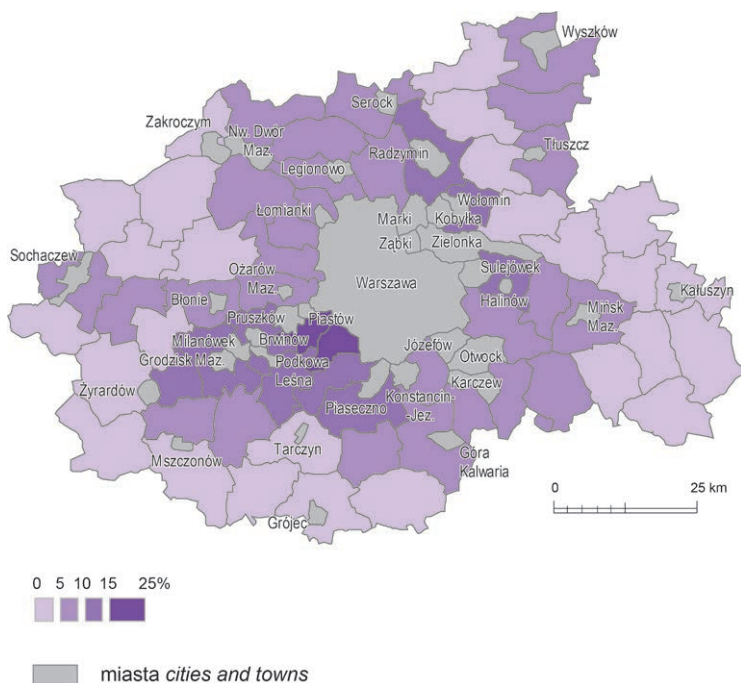 Wyszków
Serock
Zakroczym
Nw. Dwór
Maz.
Radzymin
Tłuszcz
Legionowo
Wołomin
Łomianki
Marki
Kobyłka
Ząbki
Zielonka
Sochaczew
Ożarów
Maz.
Sulejówek
Warszawa
Kałuszyn
Błonie
Halinów
Mińsk
Maz.
Pruszków
Piastów
Milanówek
Brwinów
Józefów
Grodzisk Maz.
Podkowa
Leśna
Otwock
Żyrardów
Karczew
Konstancin-
-Jez.
Piaseczno
Tarczyn
Mszczonów
Góra
Kalwaria
Grójec
0 25 km
0 5 10 15 25%
miasta cities and towns